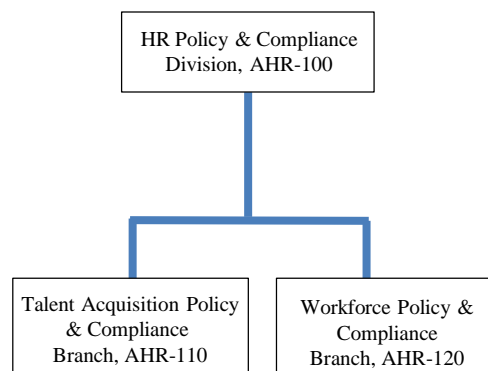 HR Policy & Compliance
Division, AHR-100
Talent Acquisition Policy
& Compliance
Branch, AHR-110
Workforce Policy &
Compliance
Branch, AHR-120